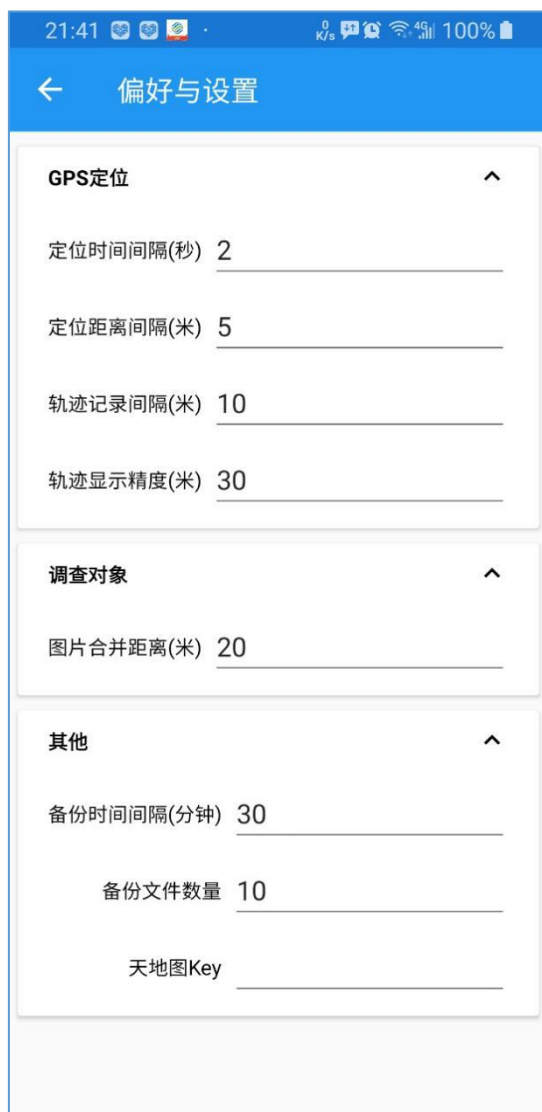 21:41 · 0 K/s 4G 100%
偏好与设置
GPS定位
定位时间间隔(秒) 2
定位距离间隔(米) 5
轨迹记录间隔(米) 10
轨迹显示精度(米) 30
调查对象
图片合并距离(米) 20
其他
备份时间间隔(分钟) 30
备份文件数量 10
天地图Key